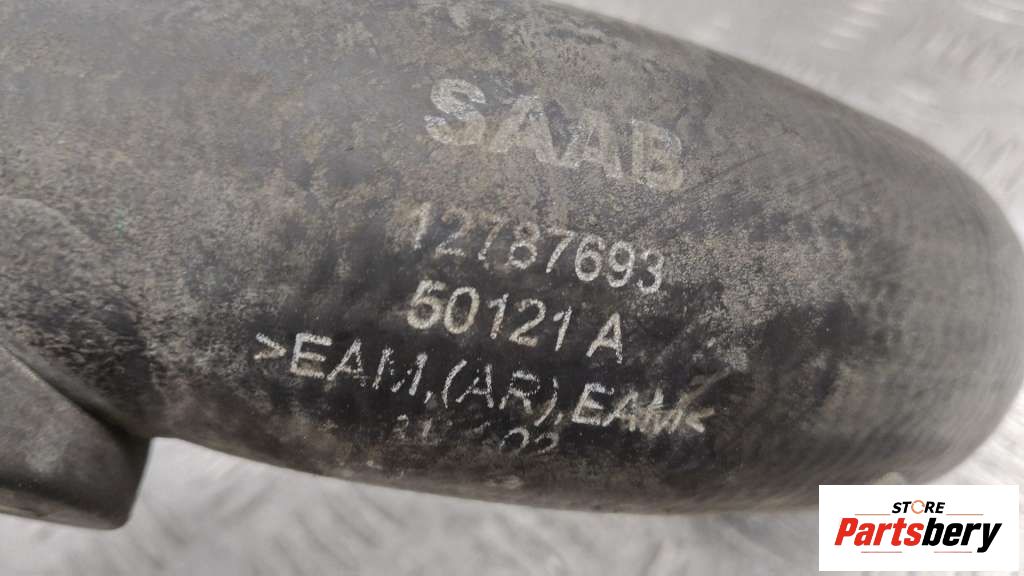 SAAB
12787693
50121 A
>EAM,(AR),EAM<
STORE
Partsbery